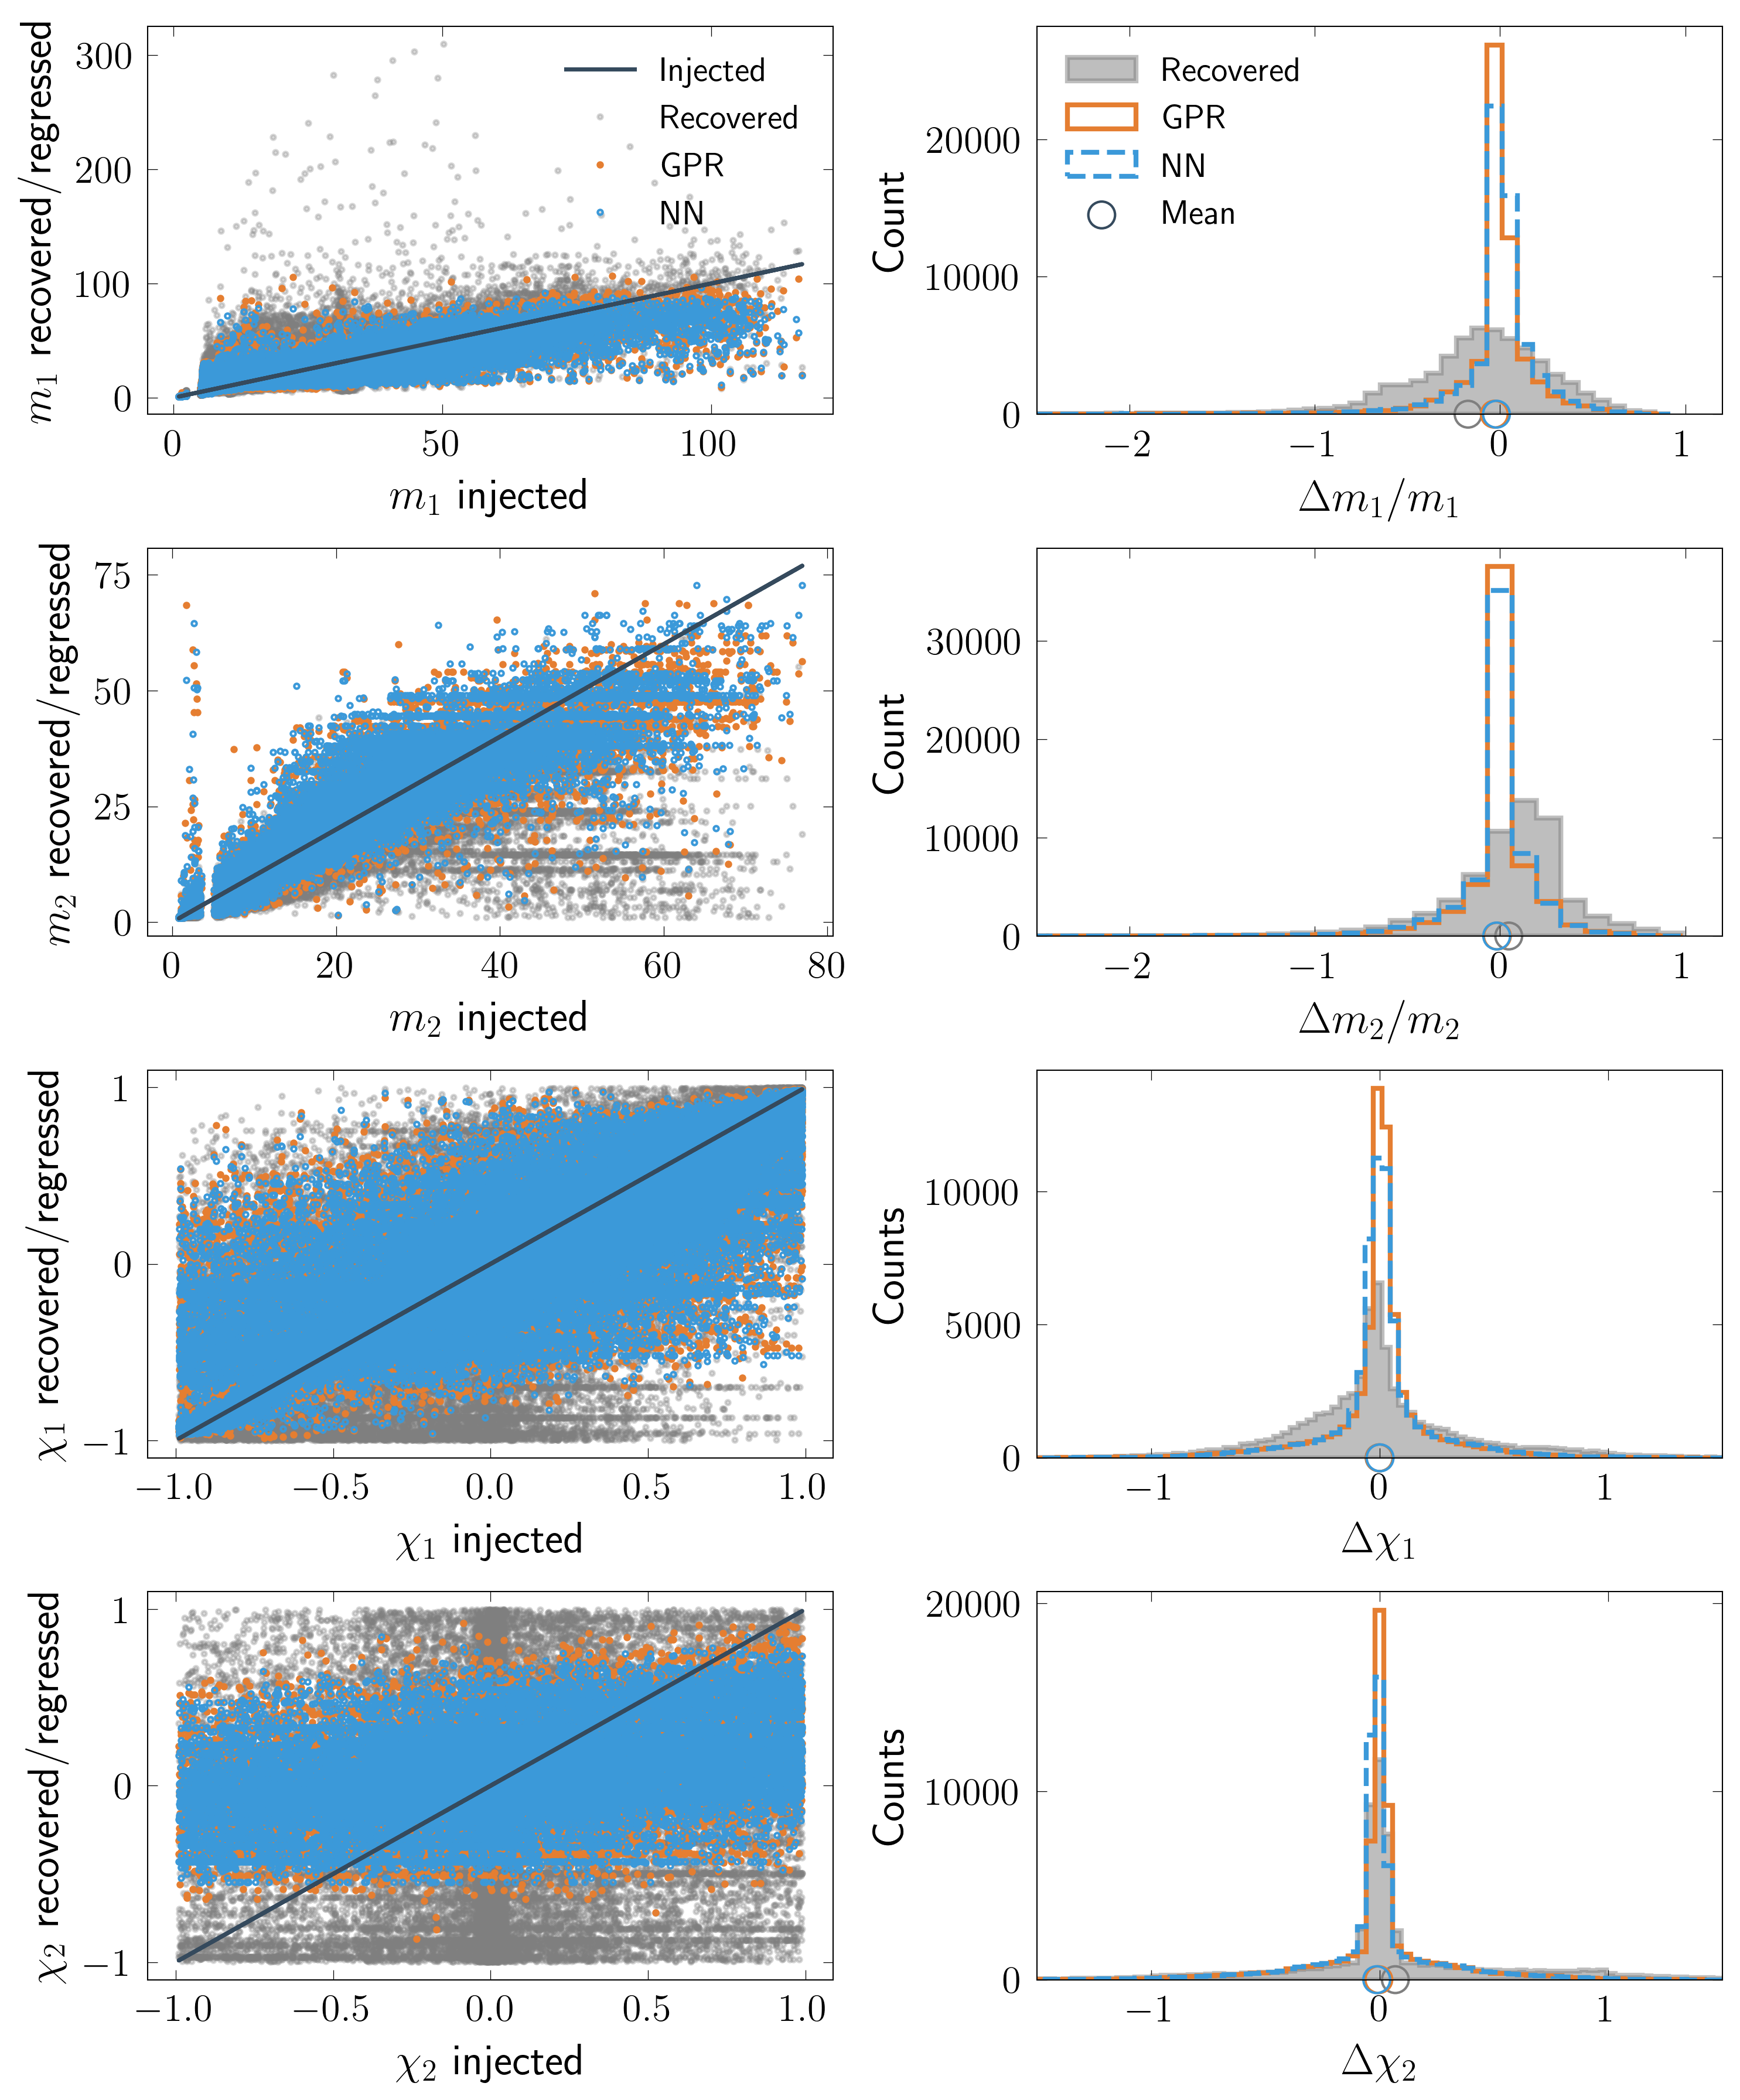 m₁ recovered/regressed
300
200
100
0
Injected
Recovered
GPR
NN
0 50 100
m₁ injected
Count
20000
10000
0
Recovered
GPR
NN
Mean
−2 −1 0 1
Δm₁/m₁
m₂ recovered/regressed
75
50
25
0
0 20 40 60 80
m₂ injected
Count
30000
20000
10000
0
−2 −1 0 1
Δm₂/m₂
χ₁ recovered/regressed
1
0
−1
−1.0 −0.5 0.0 0.5 1.0
χ₁ injected
Counts
10000
5000
0
−1 0 1
Δχ₁
χ₂ recovered/regressed
1
0
−1
−1.0 −0.5 0.0 0.5 1.0
χ₂ injected
Counts
20000
10000
0
−1 0 1
Δχ₂